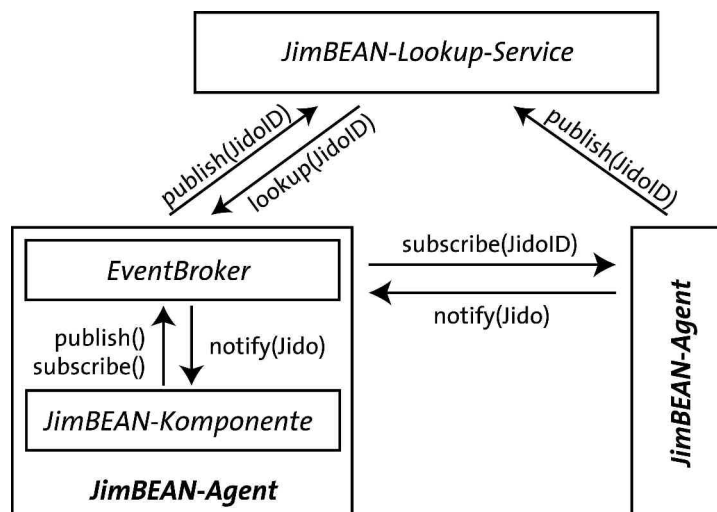 JimBEAN-Lookup-Service
publish(JidoID)
lookup(JidoID)
publish(JidoID)
EventBroker
subscribe(JidoID)
notify(Jido)
publish()
subscribe()
notify(Jido)
JimBEAN-Komponente
JimBEAN-Agent
JimBEAN-Agent